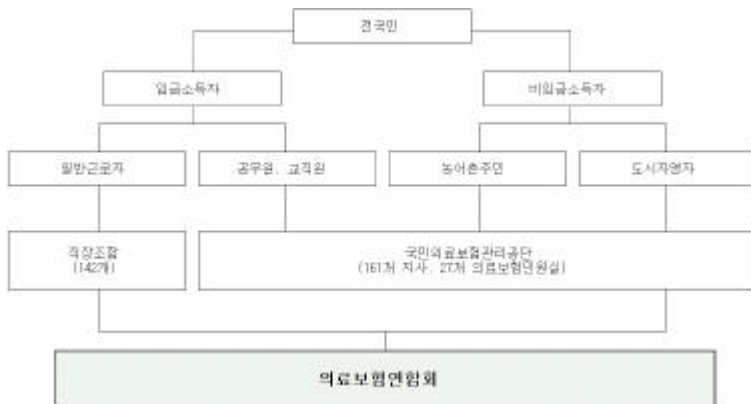 전국민
임금소득자
비임금소득자
일반근로자
공무원, 교직원
농어촌주민
도시자영자
직장조합
(142개)
국민의료보험관리공단
(161개 지사, 27개 의료보험민원실)
의료보험연합회